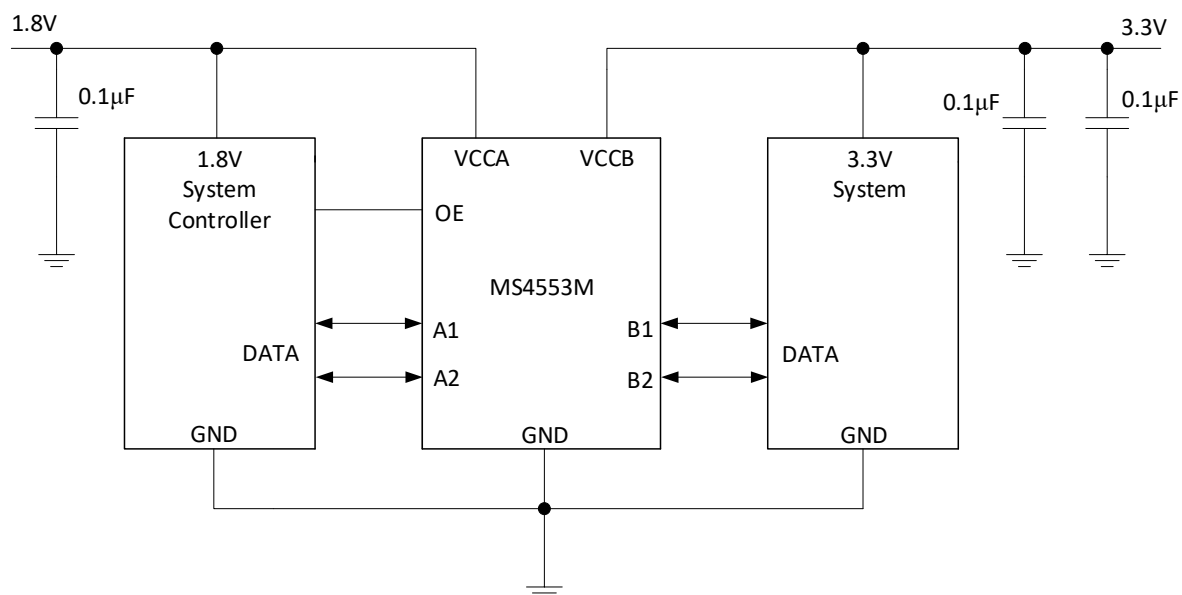 1.8V
3.3V
0.1μF
0.1μF
0.1μF
1.8V
System
Controller
VCCA
VCCB
3.3V
System
OE
MS4553M
A1
B1
DATA
DATA
A2
B2
GND
GND
GND